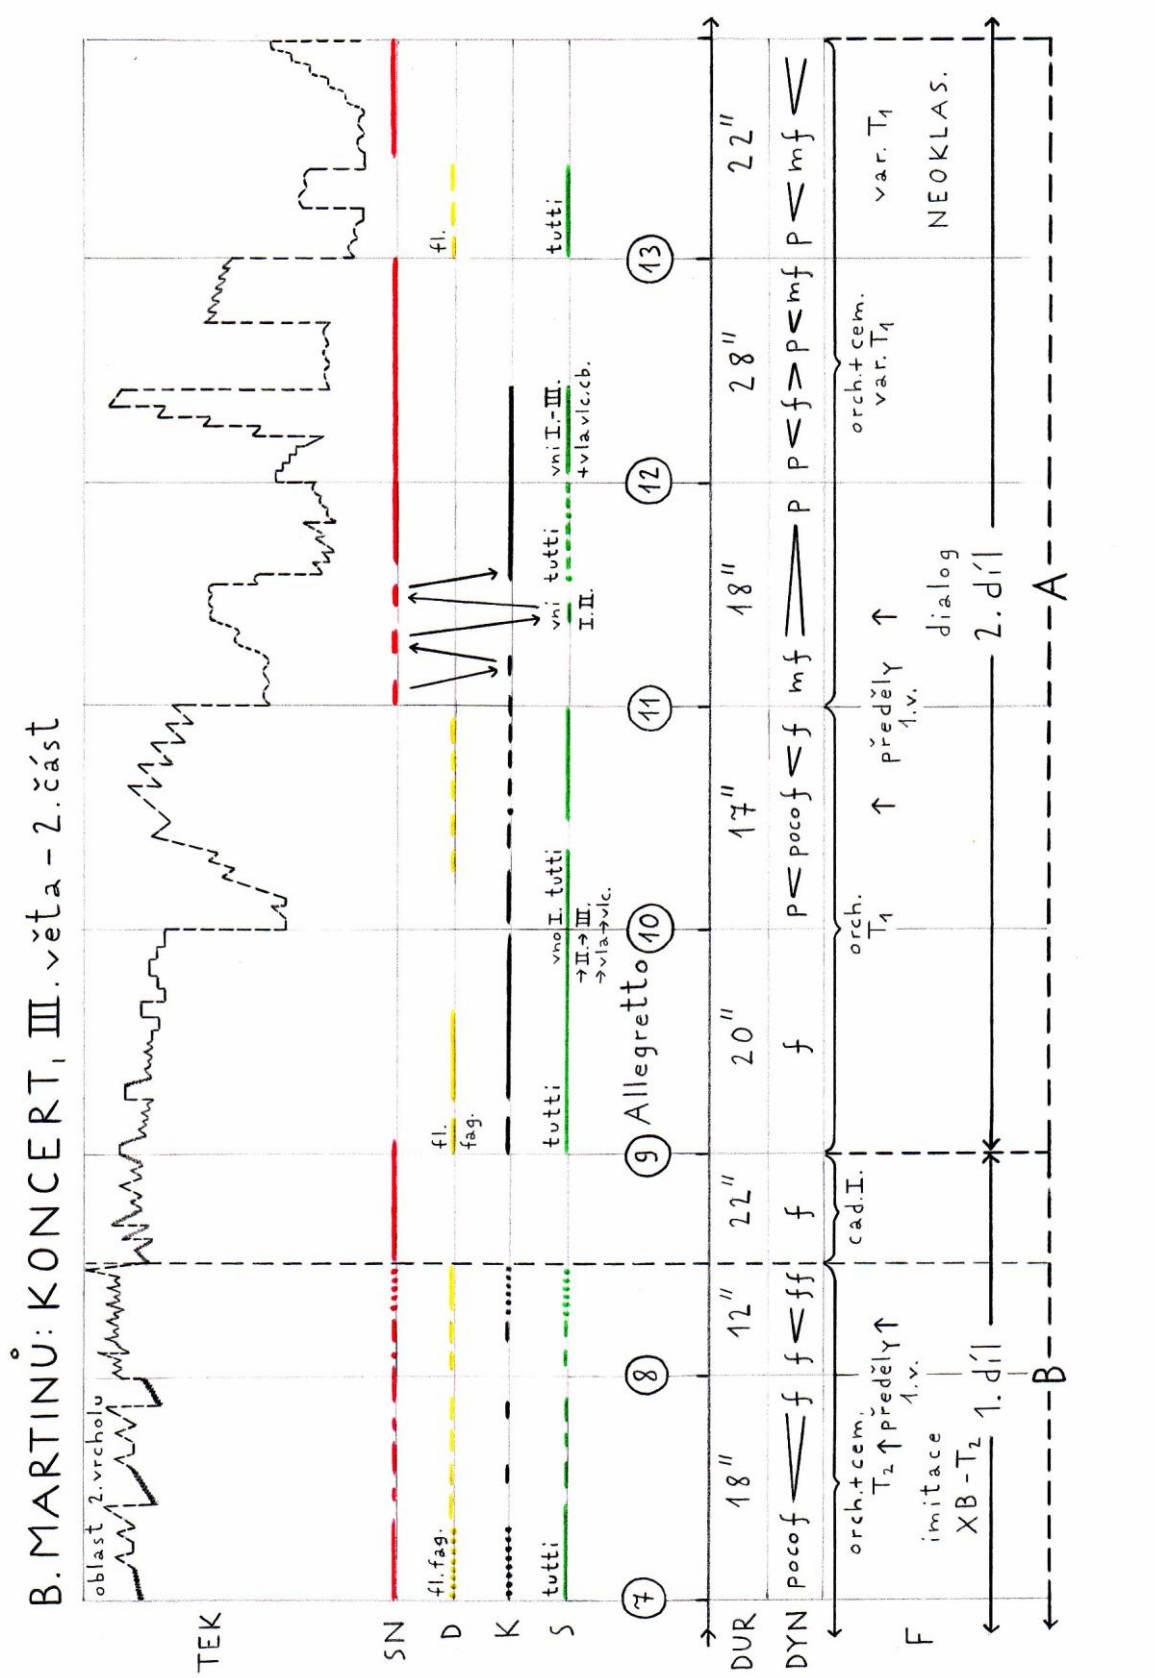 B. MARTINŮ: KONCERT, III. věta - 2. část
TEK
oblast 2. vrcholu
SN
D
fl. fag.
fl.
fag.
fl.
K
S
tutti
tutti
vno I. tutti
→II.→III.
→vla→vlc.
vni
I.II.
tutti
vni I.-III.
+vla vlc. cb.
tutti
7
8
9
Allegretto
10
11
12
13
DUR
18"
12"
22"
20"
17"
18"
28"
22"
DYN
poco f < f
f < ff
f
f
p < poco f < f
mf > p
p < f > p < mf
p < mf <
F
orch. + cem.
T2 ↑ předěly ↑
1. v.
imitace
XB - T2
cad. I.
orch.
T1
↑ předěly ↑
1. v.
dialog
orch. + cem.
var. T1
var. T1
NEOKLAS.
1. díl
2. díl
B
A